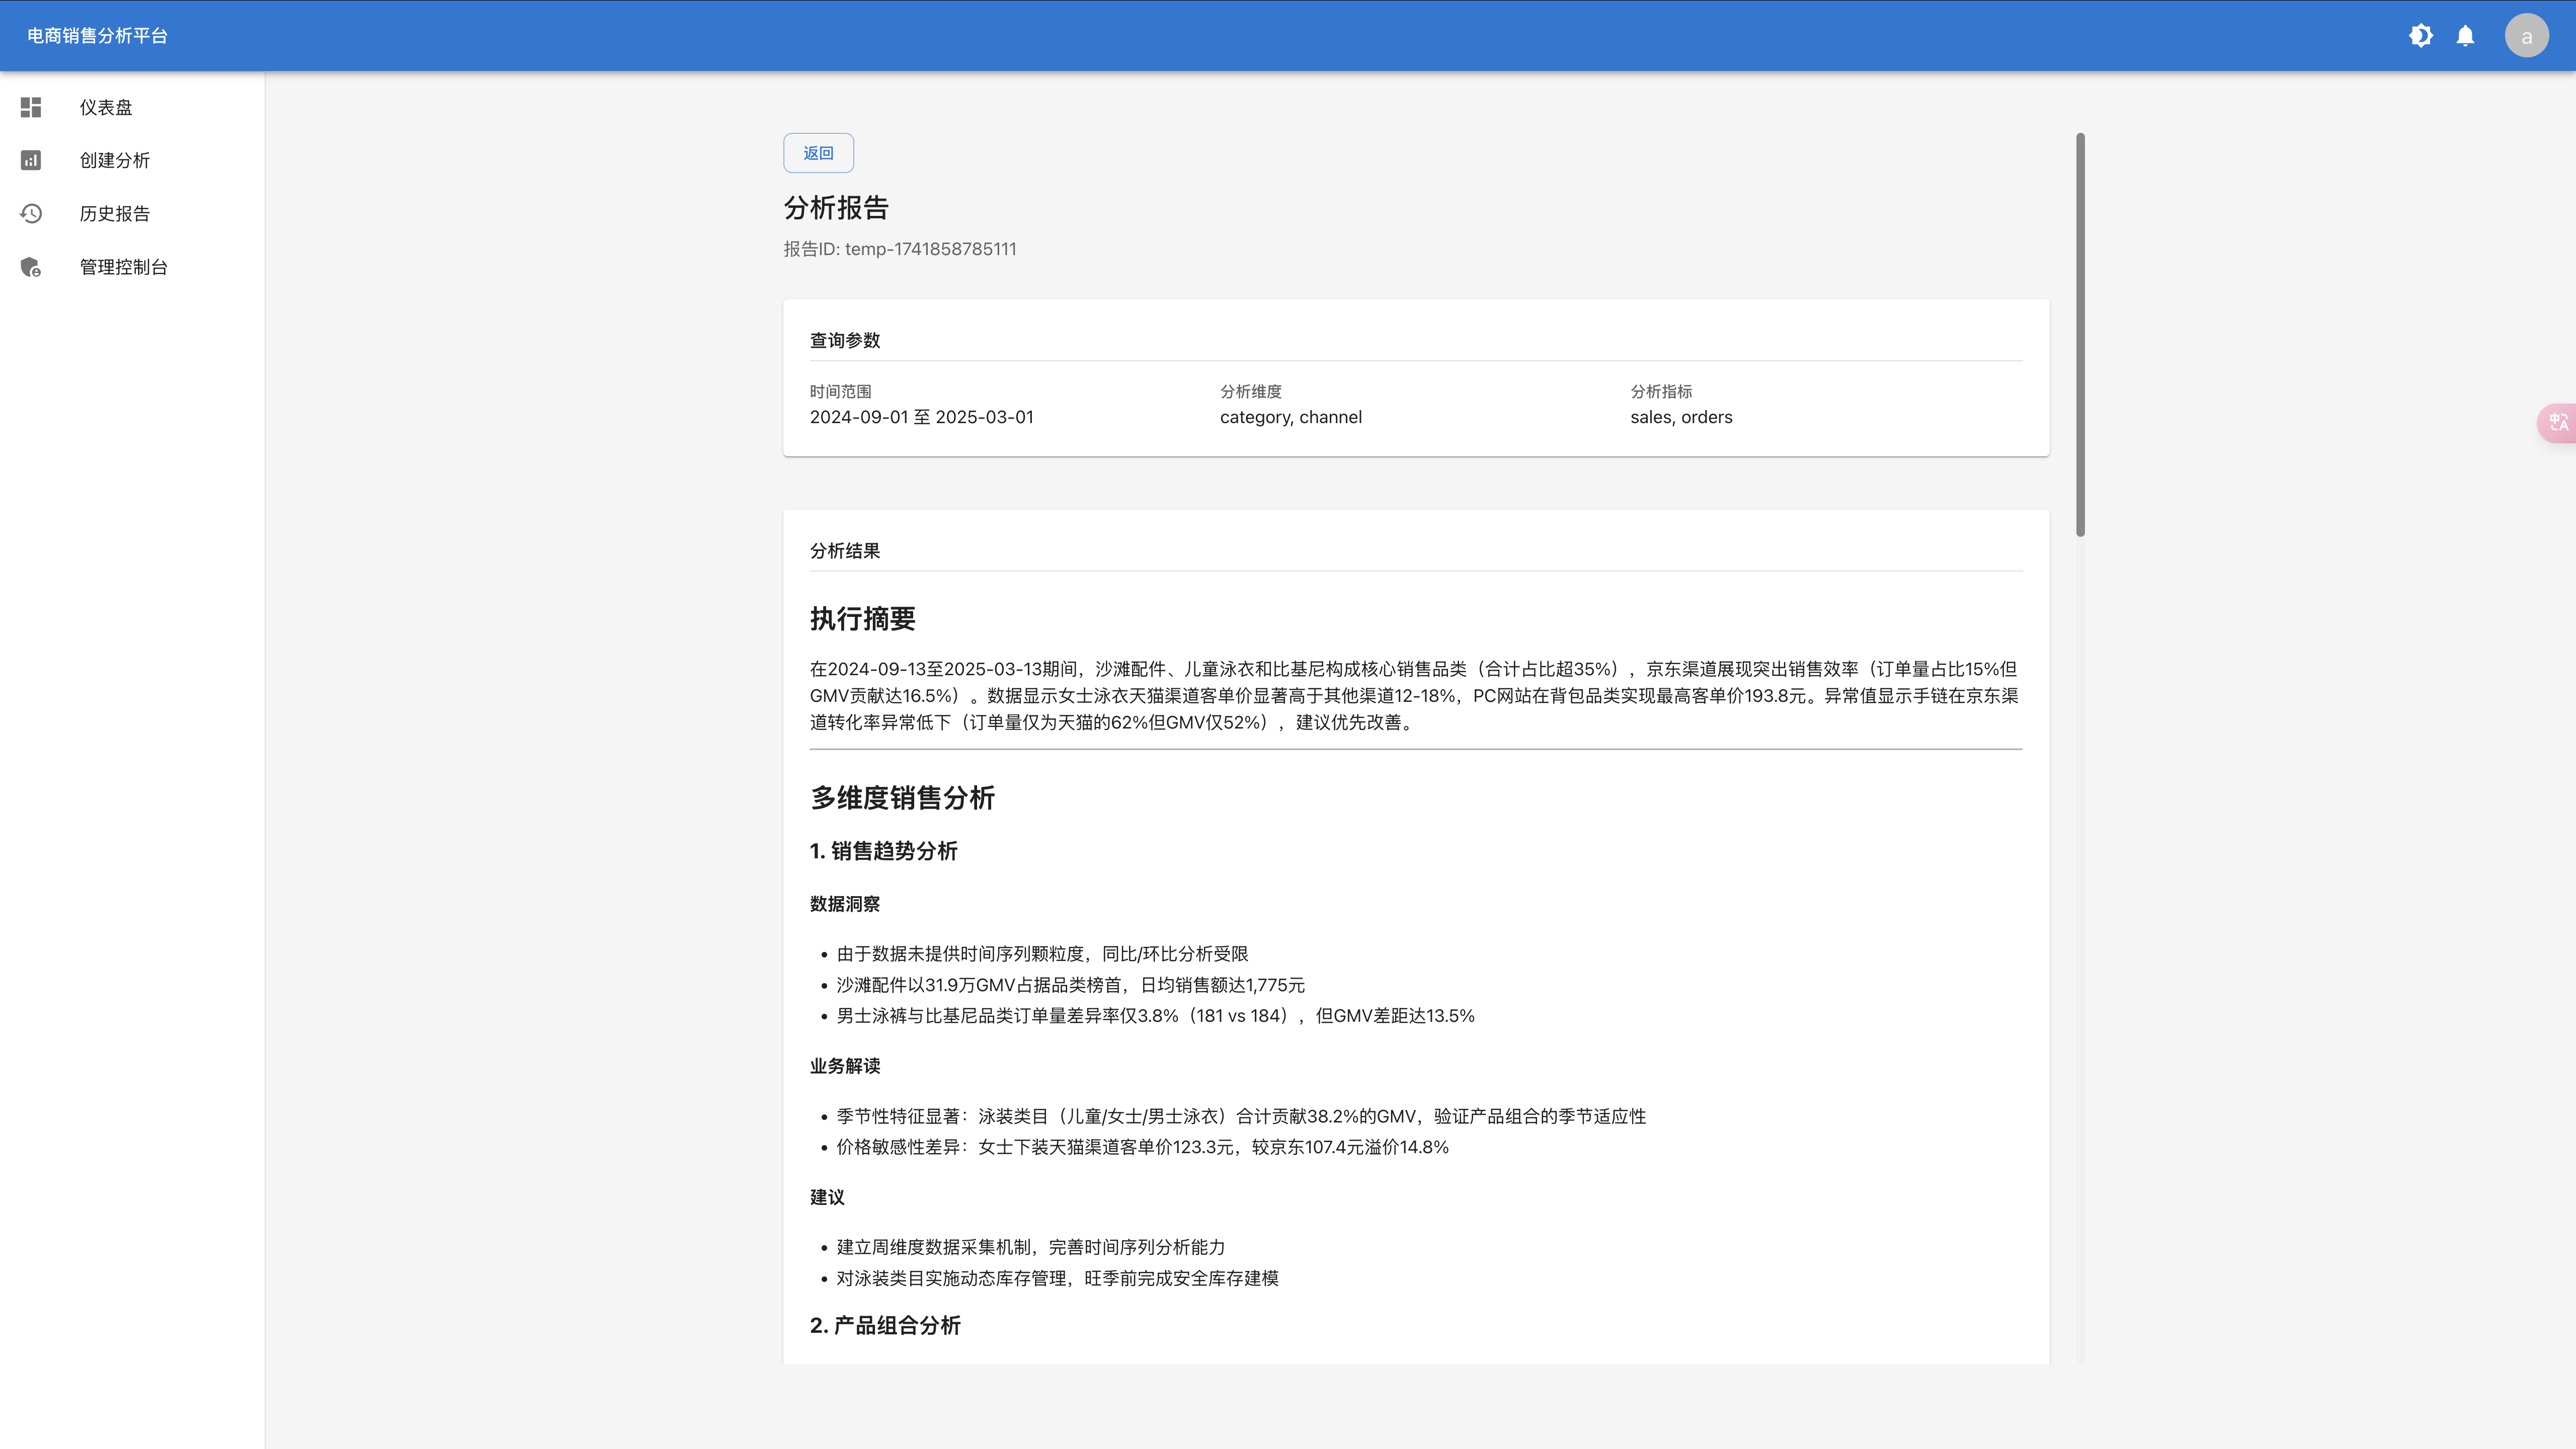 电商销售分析平台
a
仪表盘
创建分析
历史报告
管理控制台
返回
分析报告
报告ID: temp-1741858785111
查询参数
时间范围
2024-09-01 至 2025-03-01
分析维度
category, channel
分析指标
sales, orders
分析结果
执行摘要
在2024-09-13至2025-03-13期间，沙滩配件、儿童泳衣和比基尼构成核心销售品类（合计占比超35%），京东渠道展现突出销售效率（订单量占比15%但
GMV贡献达16.5%）。数据显示女士泳衣天猫渠道客单价显著高于其他渠道12-18%，PC网站在背包品类实现最高客单价193.8元。异常值显示手链在京东渠
道转化率异常低下（订单量仅为天猫的62%但GMV仅52%），建议优先改善。
多维度销售分析
1. 销售趋势分析
数据洞察
• 由于数据未提供时间序列颗粒度，同比/环比分析受限
• 沙滩配件以31.9万GMV占据品类榜首，日均销售额达1,775元
• 男士泳裤与比基尼品类订单量差异率仅3.8%（181 vs 184），但GMV差距达13.5%
业务解读
• 季节性特征显著：泳装类目（儿童/女士/男士泳衣）合计贡献38.2%的GMV，验证产品组合的季节适应性
• 价格敏感性差异：女士下装天猫渠道客单价123.3元，较京东107.4元溢价14.8%
建议
• 建立周维度数据采集机制，完善时间序列分析能力
• 对泳装类目实施动态库存管理，旺季前完成安全库存建模
2. 产品组合分析
中
A